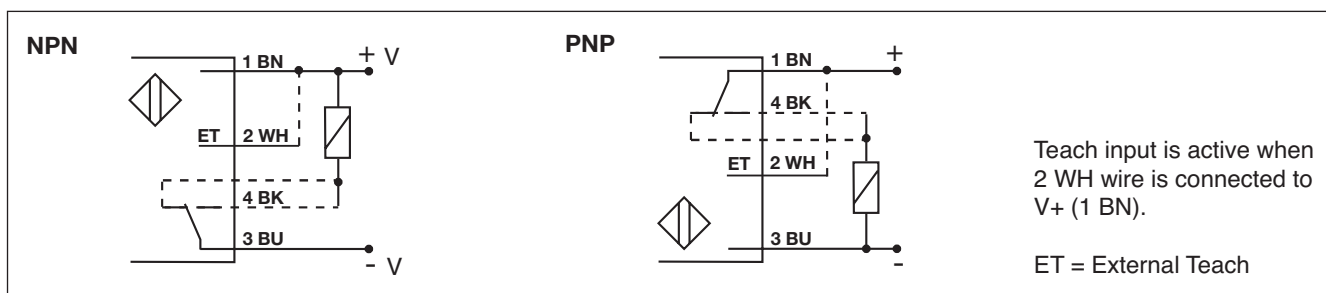 NPN
1 BN
+ V
ET 2 WH
4 BK
3 BU
- V
PNP
1 BN
+
4 BK
ET 2 WH
3 BU
-
Teach input is active when
2 WH wire is connected to
V+ (1 BN).
ET = External Teach